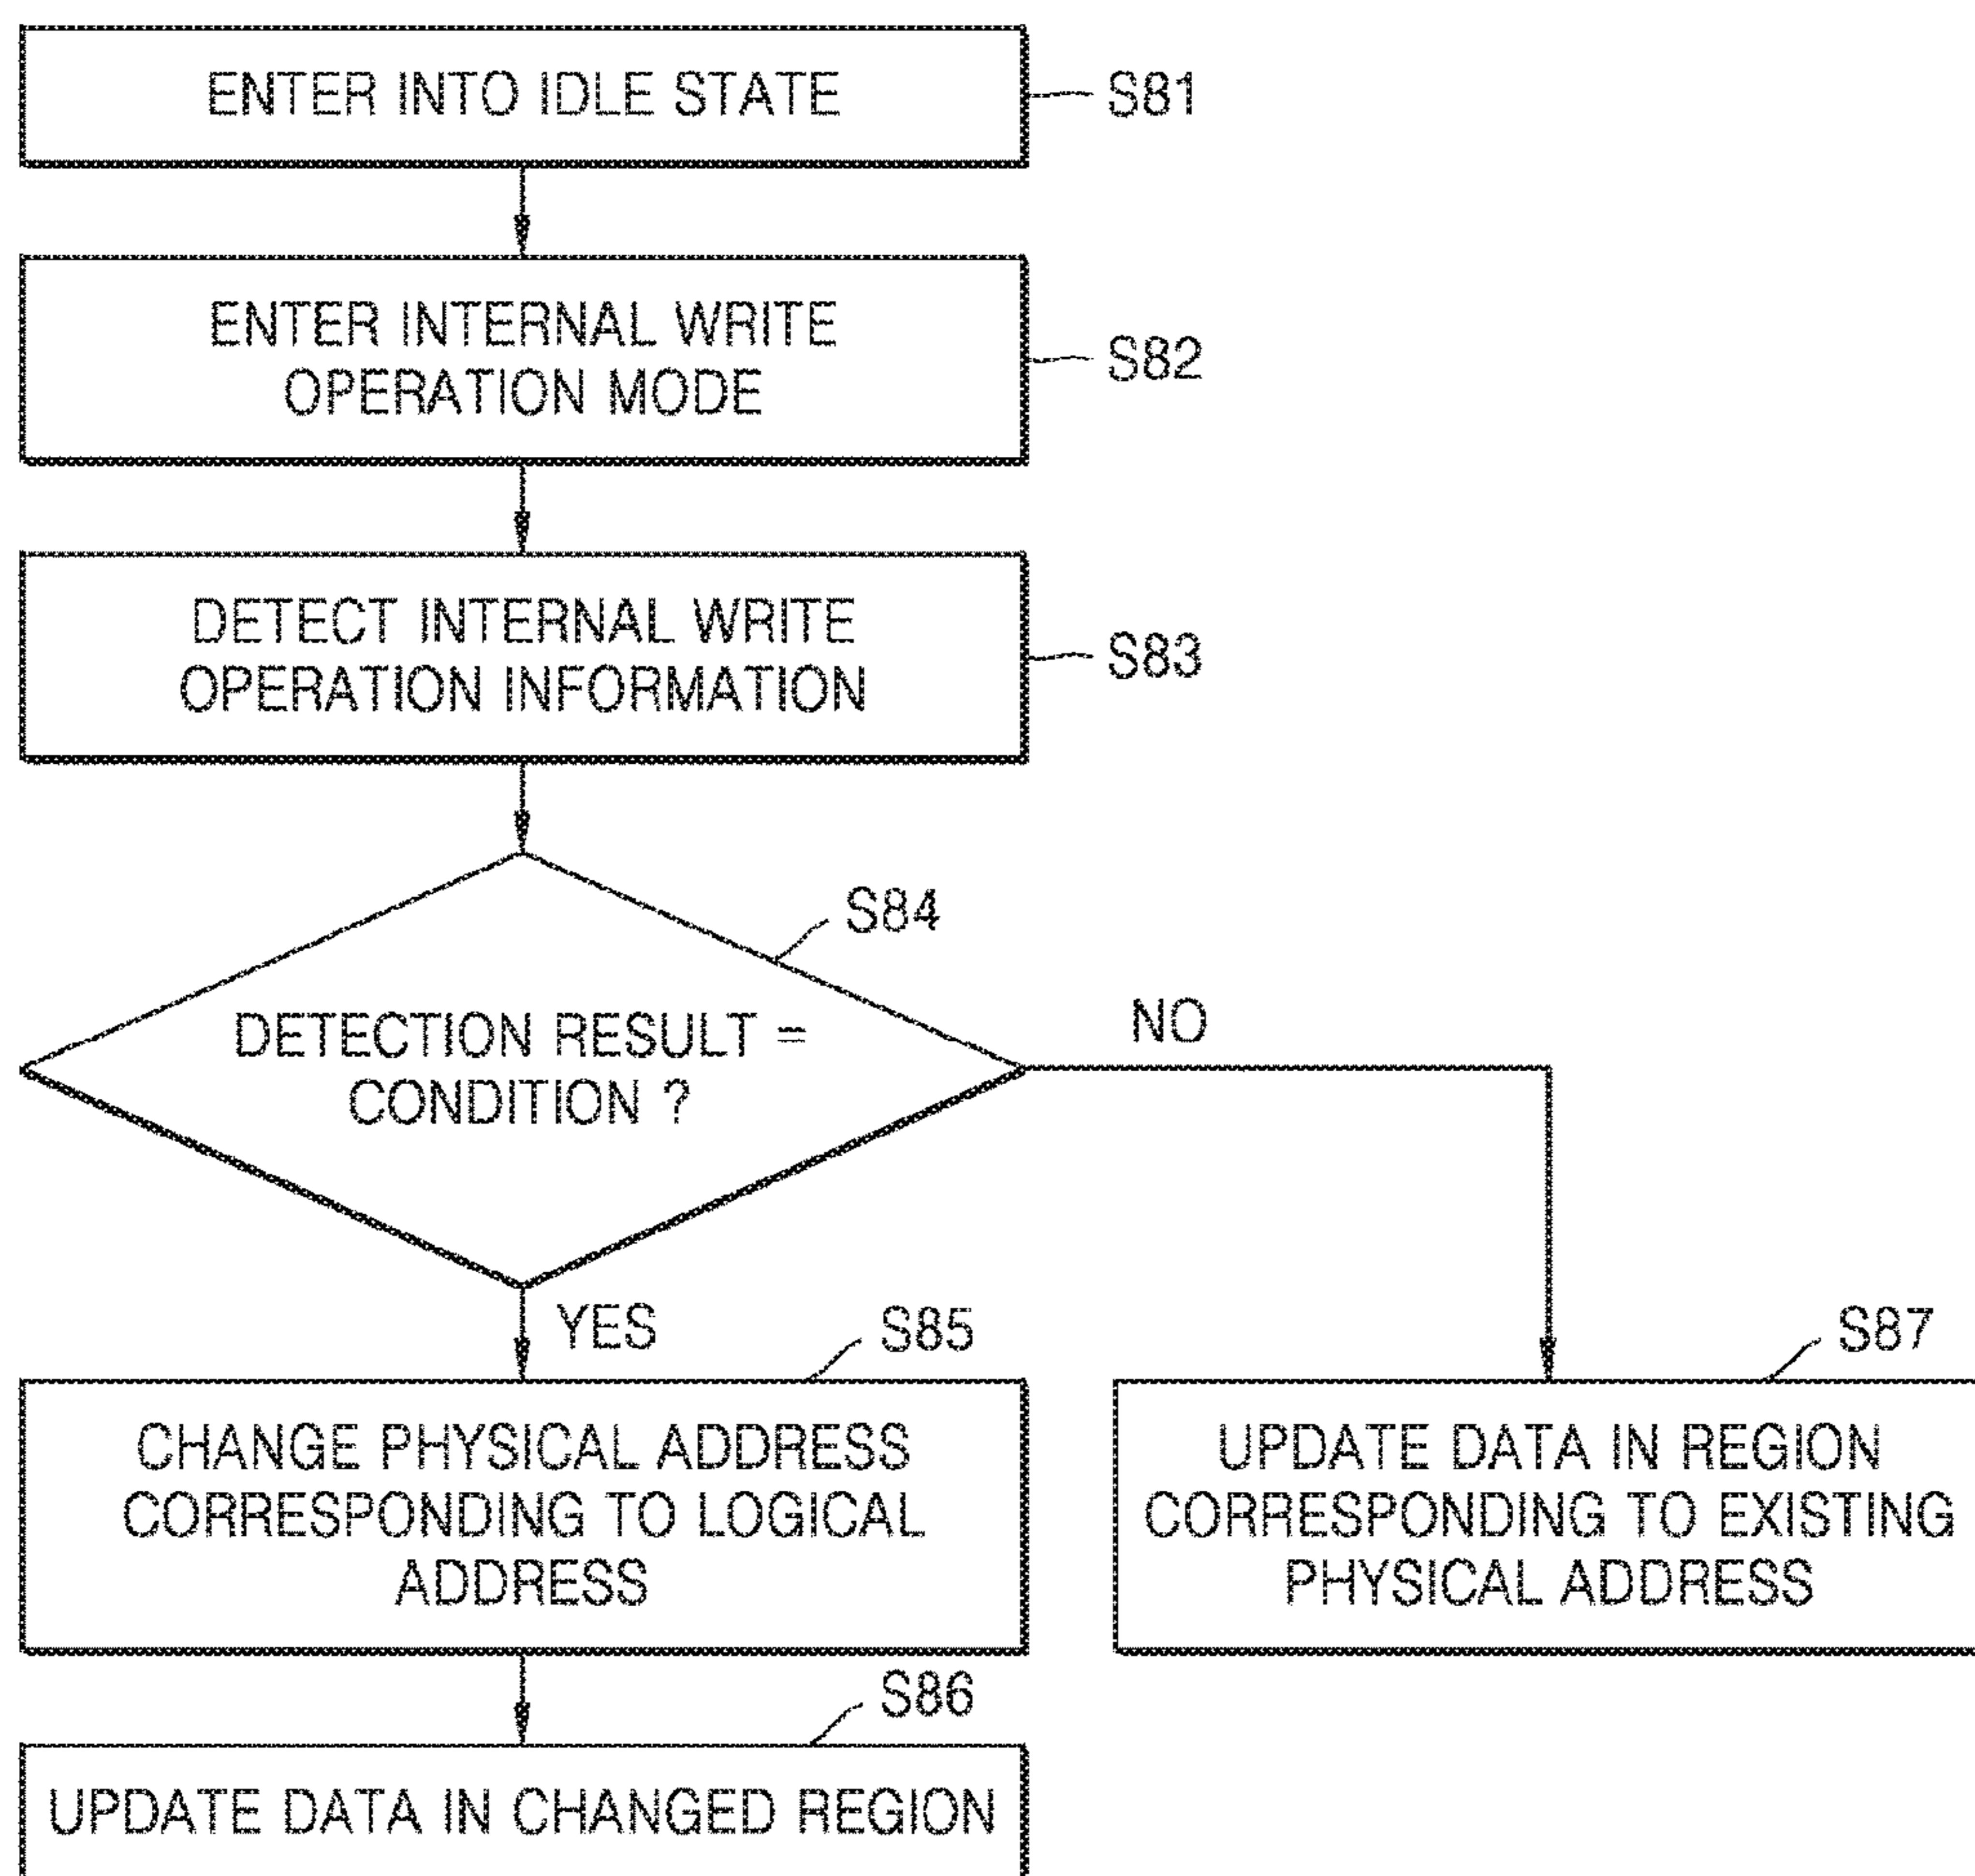 ENTER INTO IDLE STATE
S81
ENTER INTERNAL WRITE
OPERATION MODE
S82
DETECT INTERNAL WRITE
OPERATION INFORMATION
S83
S84
DETECTION RESULT =
CONDITION ?
NO
YES
S85
CHANGE PHYSICAL ADDRESS
CORRESPONDING TO LOGICAL
ADDRESS
S87
UPDATE DATA IN REGION
CORRESPONDING TO EXISTING
PHYSICAL ADDRESS
S86
UPDATE DATA IN CHANGED REGION